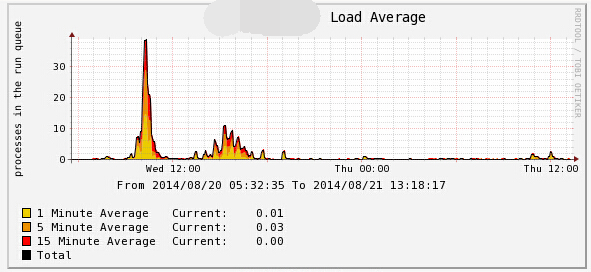 Load Average
RRDTOOL / TOBI OETIKER
processes in the run queue
30
20
10
0
Wed 12:00 Thu 00:00 Thu 12:00
From 2014/08/20 05:32:35 To 2014/08/21 13:18:17
1 Minute Average Current: 0.01
5 Minute Average Current: 0.03
15 Minute Average Current: 0.00
Total